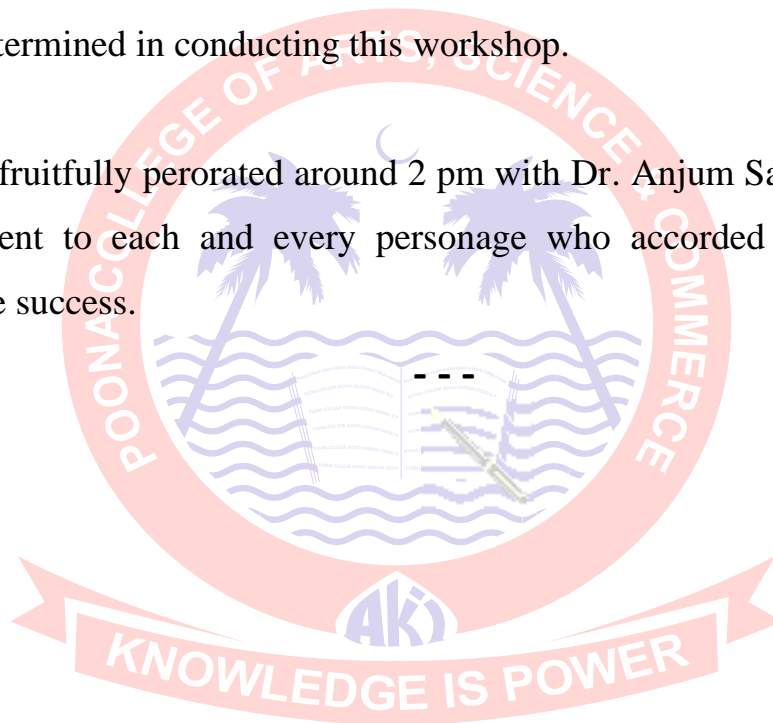 termined in conducting this workshop.
fruitfully perorated around 2 pm with Dr. Anjum Sa
ent to each and every personage who accorded
e success.
- - -
POONA COLLEGE OF ARTS, SCIENCE & COMMERCE
AKI
KNOWLEDGE IS POWER